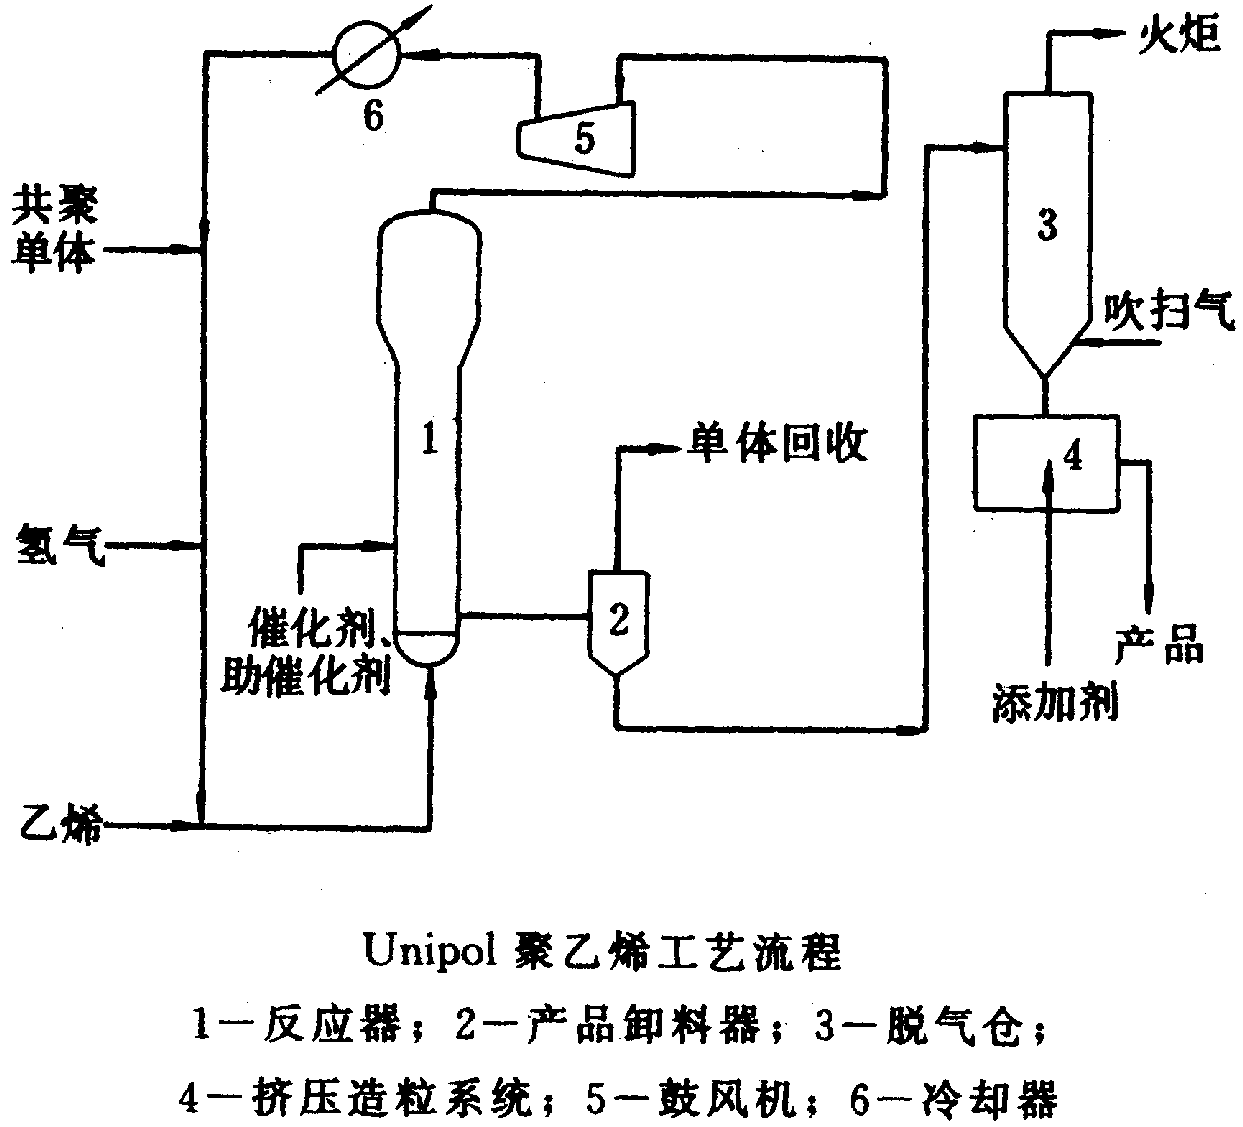 火炬
6
5
共聚
单体
3
吹扫气
1
单体回收
4
氢气
催化剂、
助催化剂
2
产品
添加剂
乙烯
Unipol 聚乙烯工艺流程
1—反应器；2—产品卸料器；3—脱气仓；
4—挤压造粒系统；5—鼓风机；6—冷却器